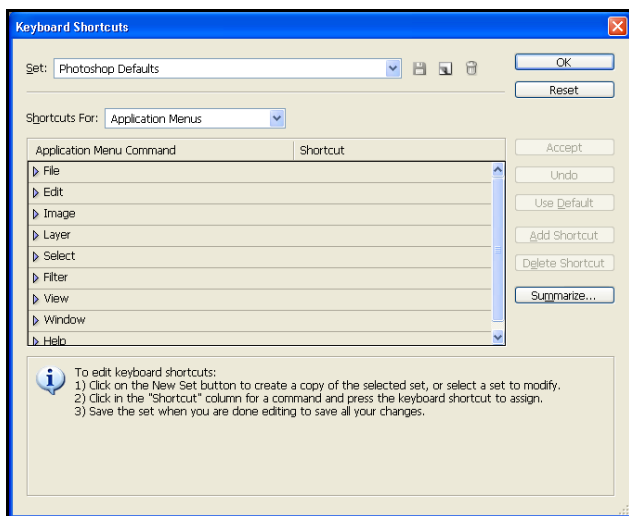 Keyboard Shortcuts
Set: Photoshop Defaults
OK
Reset
Shortcuts For: Application Menus
Application Menu Command Shortcut
Accept
File
Undo
Edit
Use Default
Image
Layer
Add Shortcut
Select
Delete Shortcut
Filter
View
Summarize...
Window
Help
To edit keyboard shortcuts:
1) Click on the New Set button to create a copy of the selected set, or select a set to modify.
2) Click in the "Shortcut" column for a command and press the keyboard shortcut to assign.
3) Save the set when you are done editing to save all your changes.